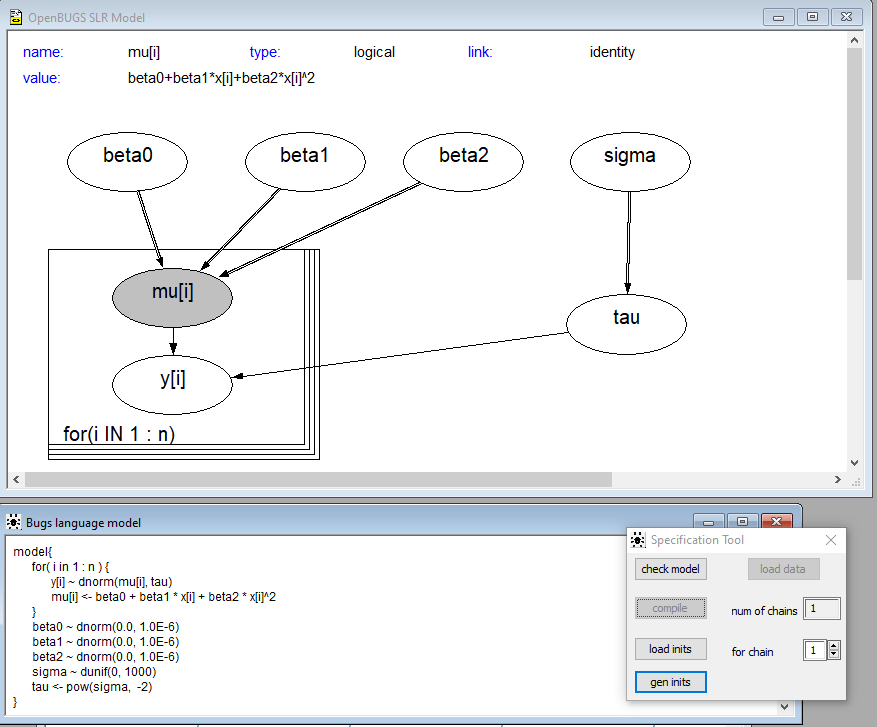 OpenBUGS SLR Model
name: mu[i] type: logical link: identity
value: beta0+beta1*x[i]+beta2*x[i]^2
beta0 beta1 beta2 sigma
mu[i]
tau
y[i]
for(i IN 1 : n)
Bugs language model
model{
for( i in 1 : n ) {
y[i] ~ dnorm(mu[i], tau)
mu[i] <- beta0 + beta1 * x[i] + beta2 * x[i]^2
}
beta0 ~ dnorm(0.0, 1.0E-6)
beta1 ~ dnorm(0.0, 1.0E-6)
beta2 ~ dnorm(0.0, 1.0E-6)
sigma ~ dunif(0, 1000)
tau <- pow(sigma, -2)
}
Specification Tool
check model load data
compile num of chains 1
load inits for chain 1
gen inits